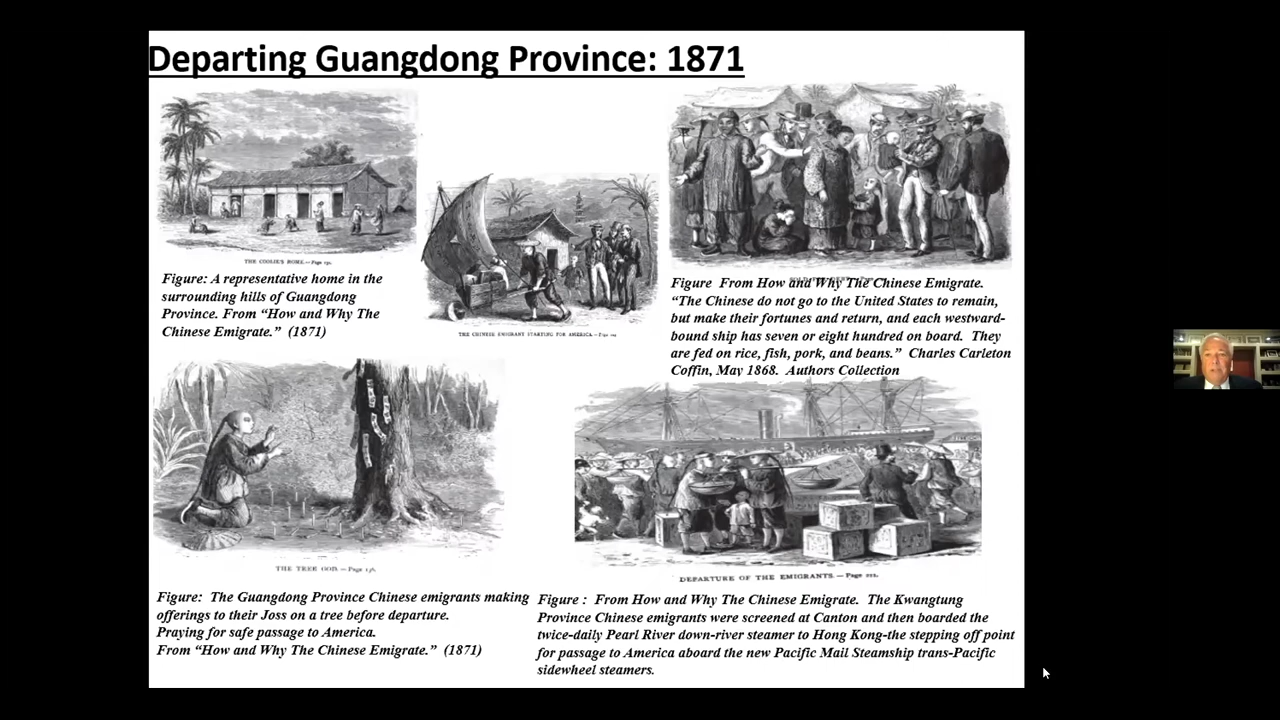 Departing Guangdong Province: 1871
THE COOLIE'S HOME.—Page
Figure: A representative home in the
surrounding hills of Guangdong
Province. From “How and Why The
Chinese Emigrate.” (1871)
THE CHINESE EMIGRANT STARTING FOR AMERICA.—Page
Figure From How and Why The Chinese Emigrate.
“The Chinese do not go to the United States to remain,
but make their fortunes and return, and each westward-
bound ship has seven or eight hundred on board. They
are fed on rice, fish, pork, and beans.” Charles Carleton
Coffin, May 1868. Authors Collection
THE TREE GOD.—Page
Figure: The Guangdong Province Chinese emigrants making
offerings to their Joss on a tree before departure.
Praying for safe passage to America.
From “How and Why The Chinese Emigrate.” (1871)
DEPARTURE OF THE EMIGRANTS.—Page 221.
Figure : From How and Why The Chinese Emigrate. The Kwangtung
Province Chinese emigrants were screened at Canton and then boarded the
twice-daily Pearl River down-river steamer to Hong Kong-the stepping off point
for passage to America aboard the new Pacific Mail Steamship trans-Pacific
sidewheel steamers.